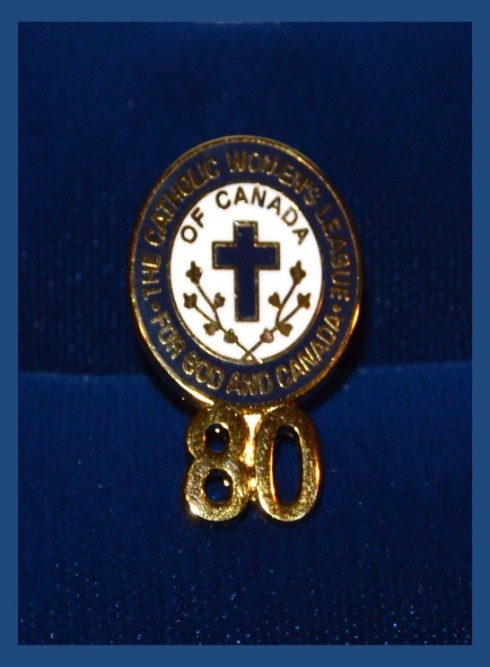 THE CATHOLIC WOMEN'S LEAGUE
OF CANADA
• FOR GOD AND CANADA •
80